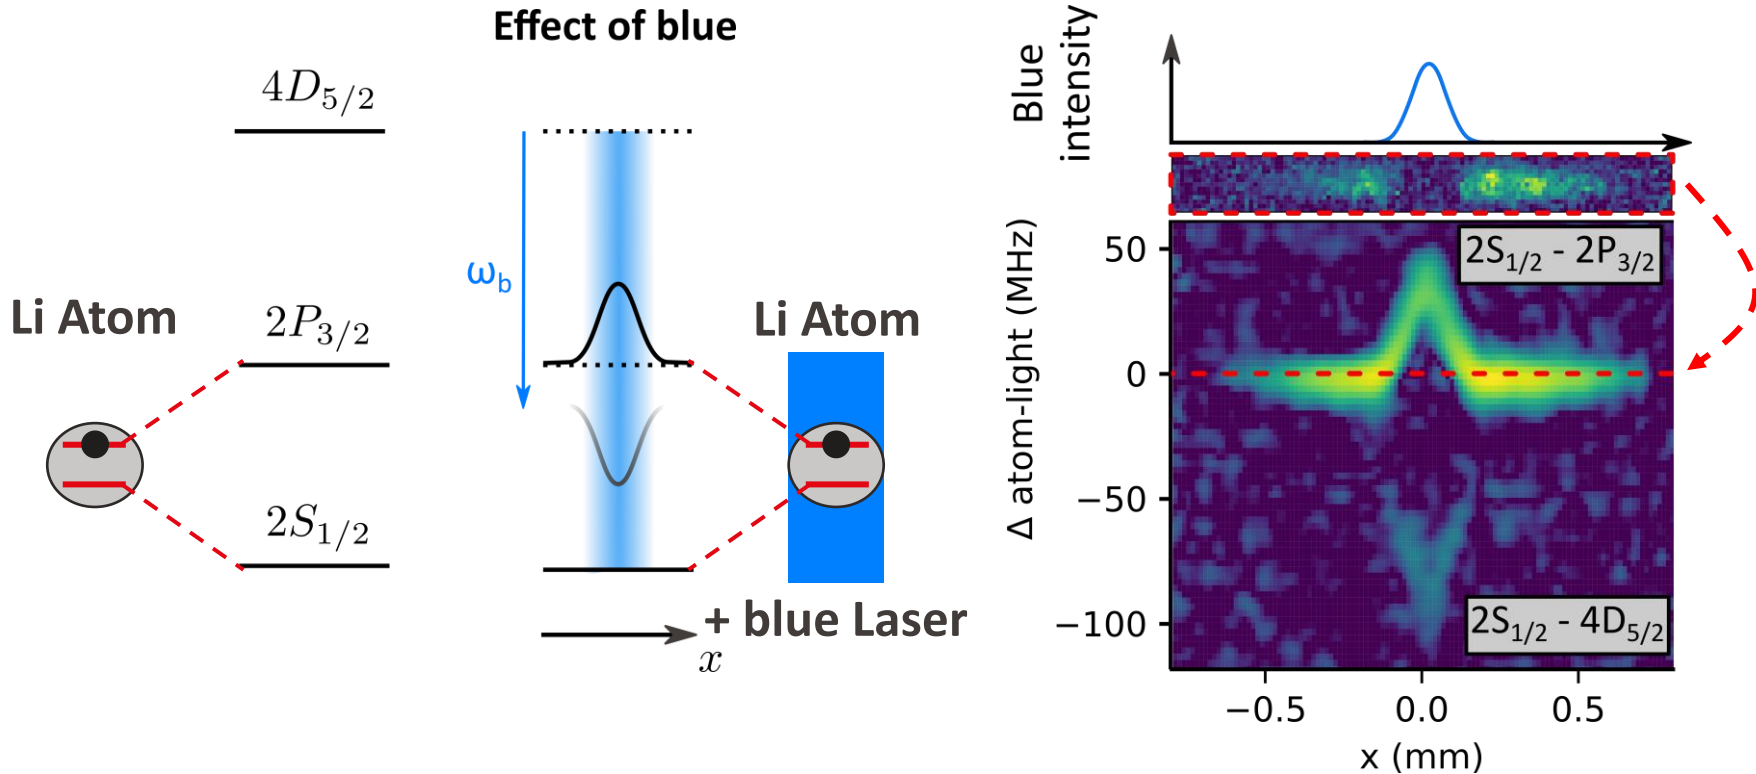 Effect of blue
4D5/2
ωb
Li Atom
2P3/2
2S1/2
Li Atom
+ blue Laser
x
Blue
intensity
2S1/2 - 2P3/2
2S1/2 - 4D5/2
Δ atom-light (MHz)
50
0
−50
−100
−0.5 0.0 0.5
x (mm)